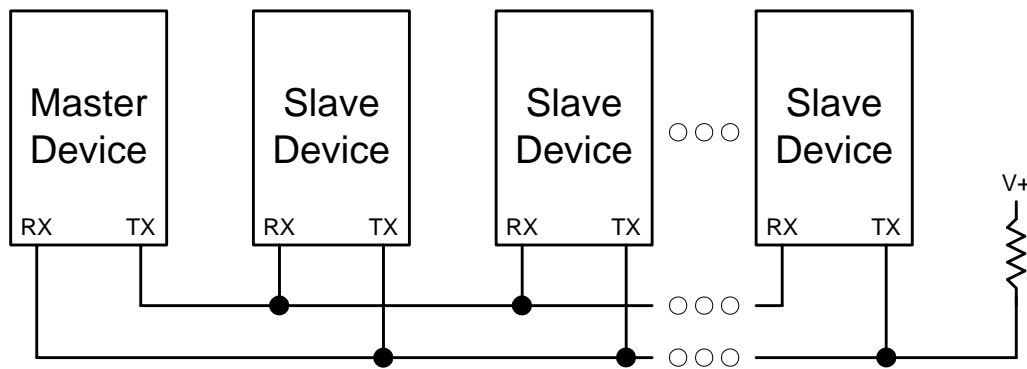 Master
Device
RX TX
Slave
Device
RX TX
Slave
Device
RX TX
Slave
Device
RX TX
V+